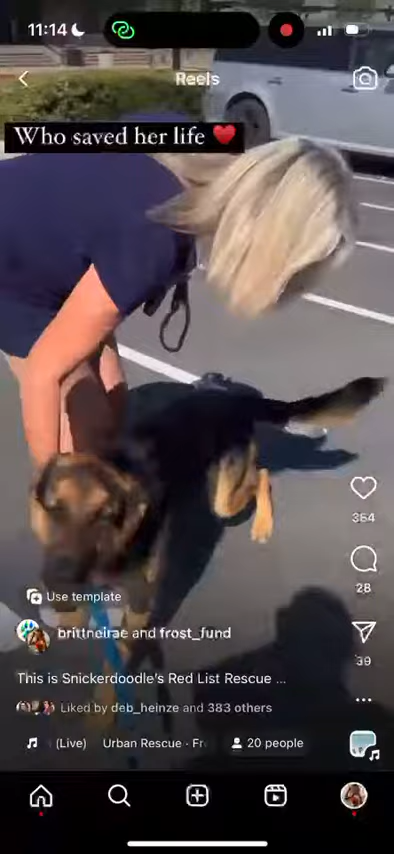 11:14
Reels
Who saved her life ❤️
354
Use template
28
brittneirae and frost_fund
39
This is Snickerdoodle's Red List Rescue ...
Liked by deb_heinze and 383 others
(Live) Urban Rescue · Fr
20 people